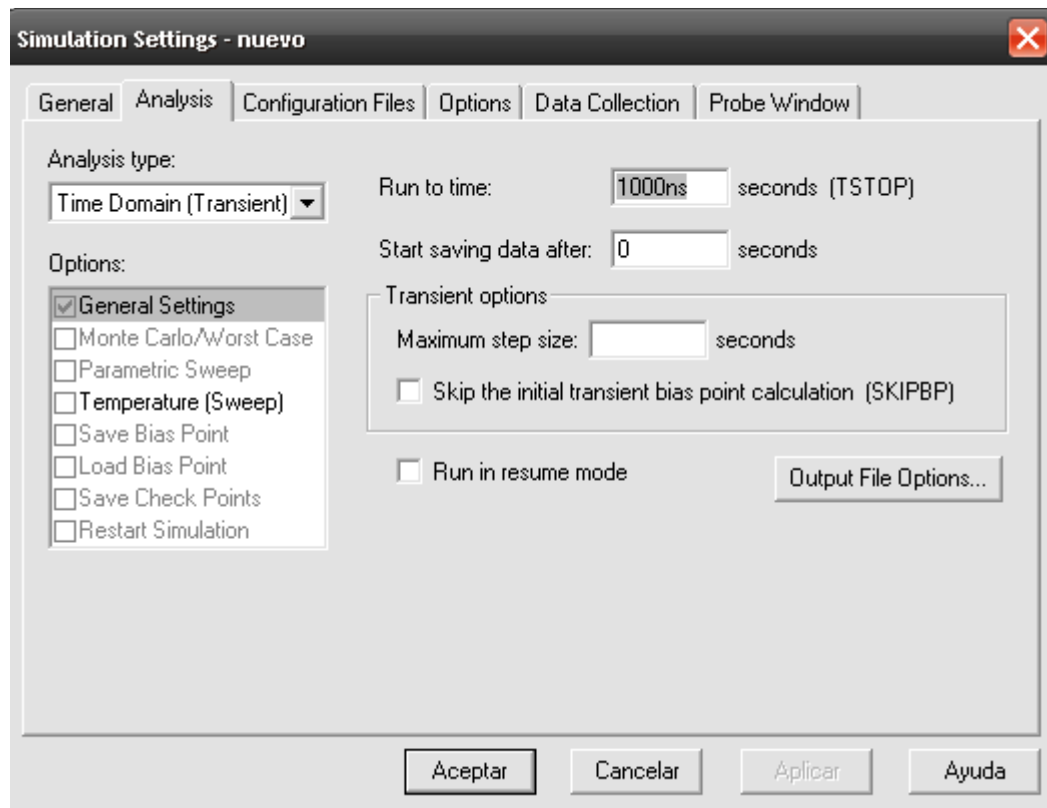 Simulation Settings - nuevo
General Analysis Configuration Files Options Data Collection Probe Window
Analysis type:
Time Domain (Transient)
Options:
General Settings
Monte Carlo/Worst Case
Parametric Sweep
Temperature (Sweep)
Save Bias Point
Load Bias Point
Save Check Points
Restart Simulation
Run to time: 1000ns seconds (TSTOP)
Start saving data after: 0 seconds
Transient options
Maximum step size: seconds
Skip the initial transient bias point calculation (SKIPBP)
Run in resume mode
Output File Options...
Aceptar Cancelar Aplicar Ayuda